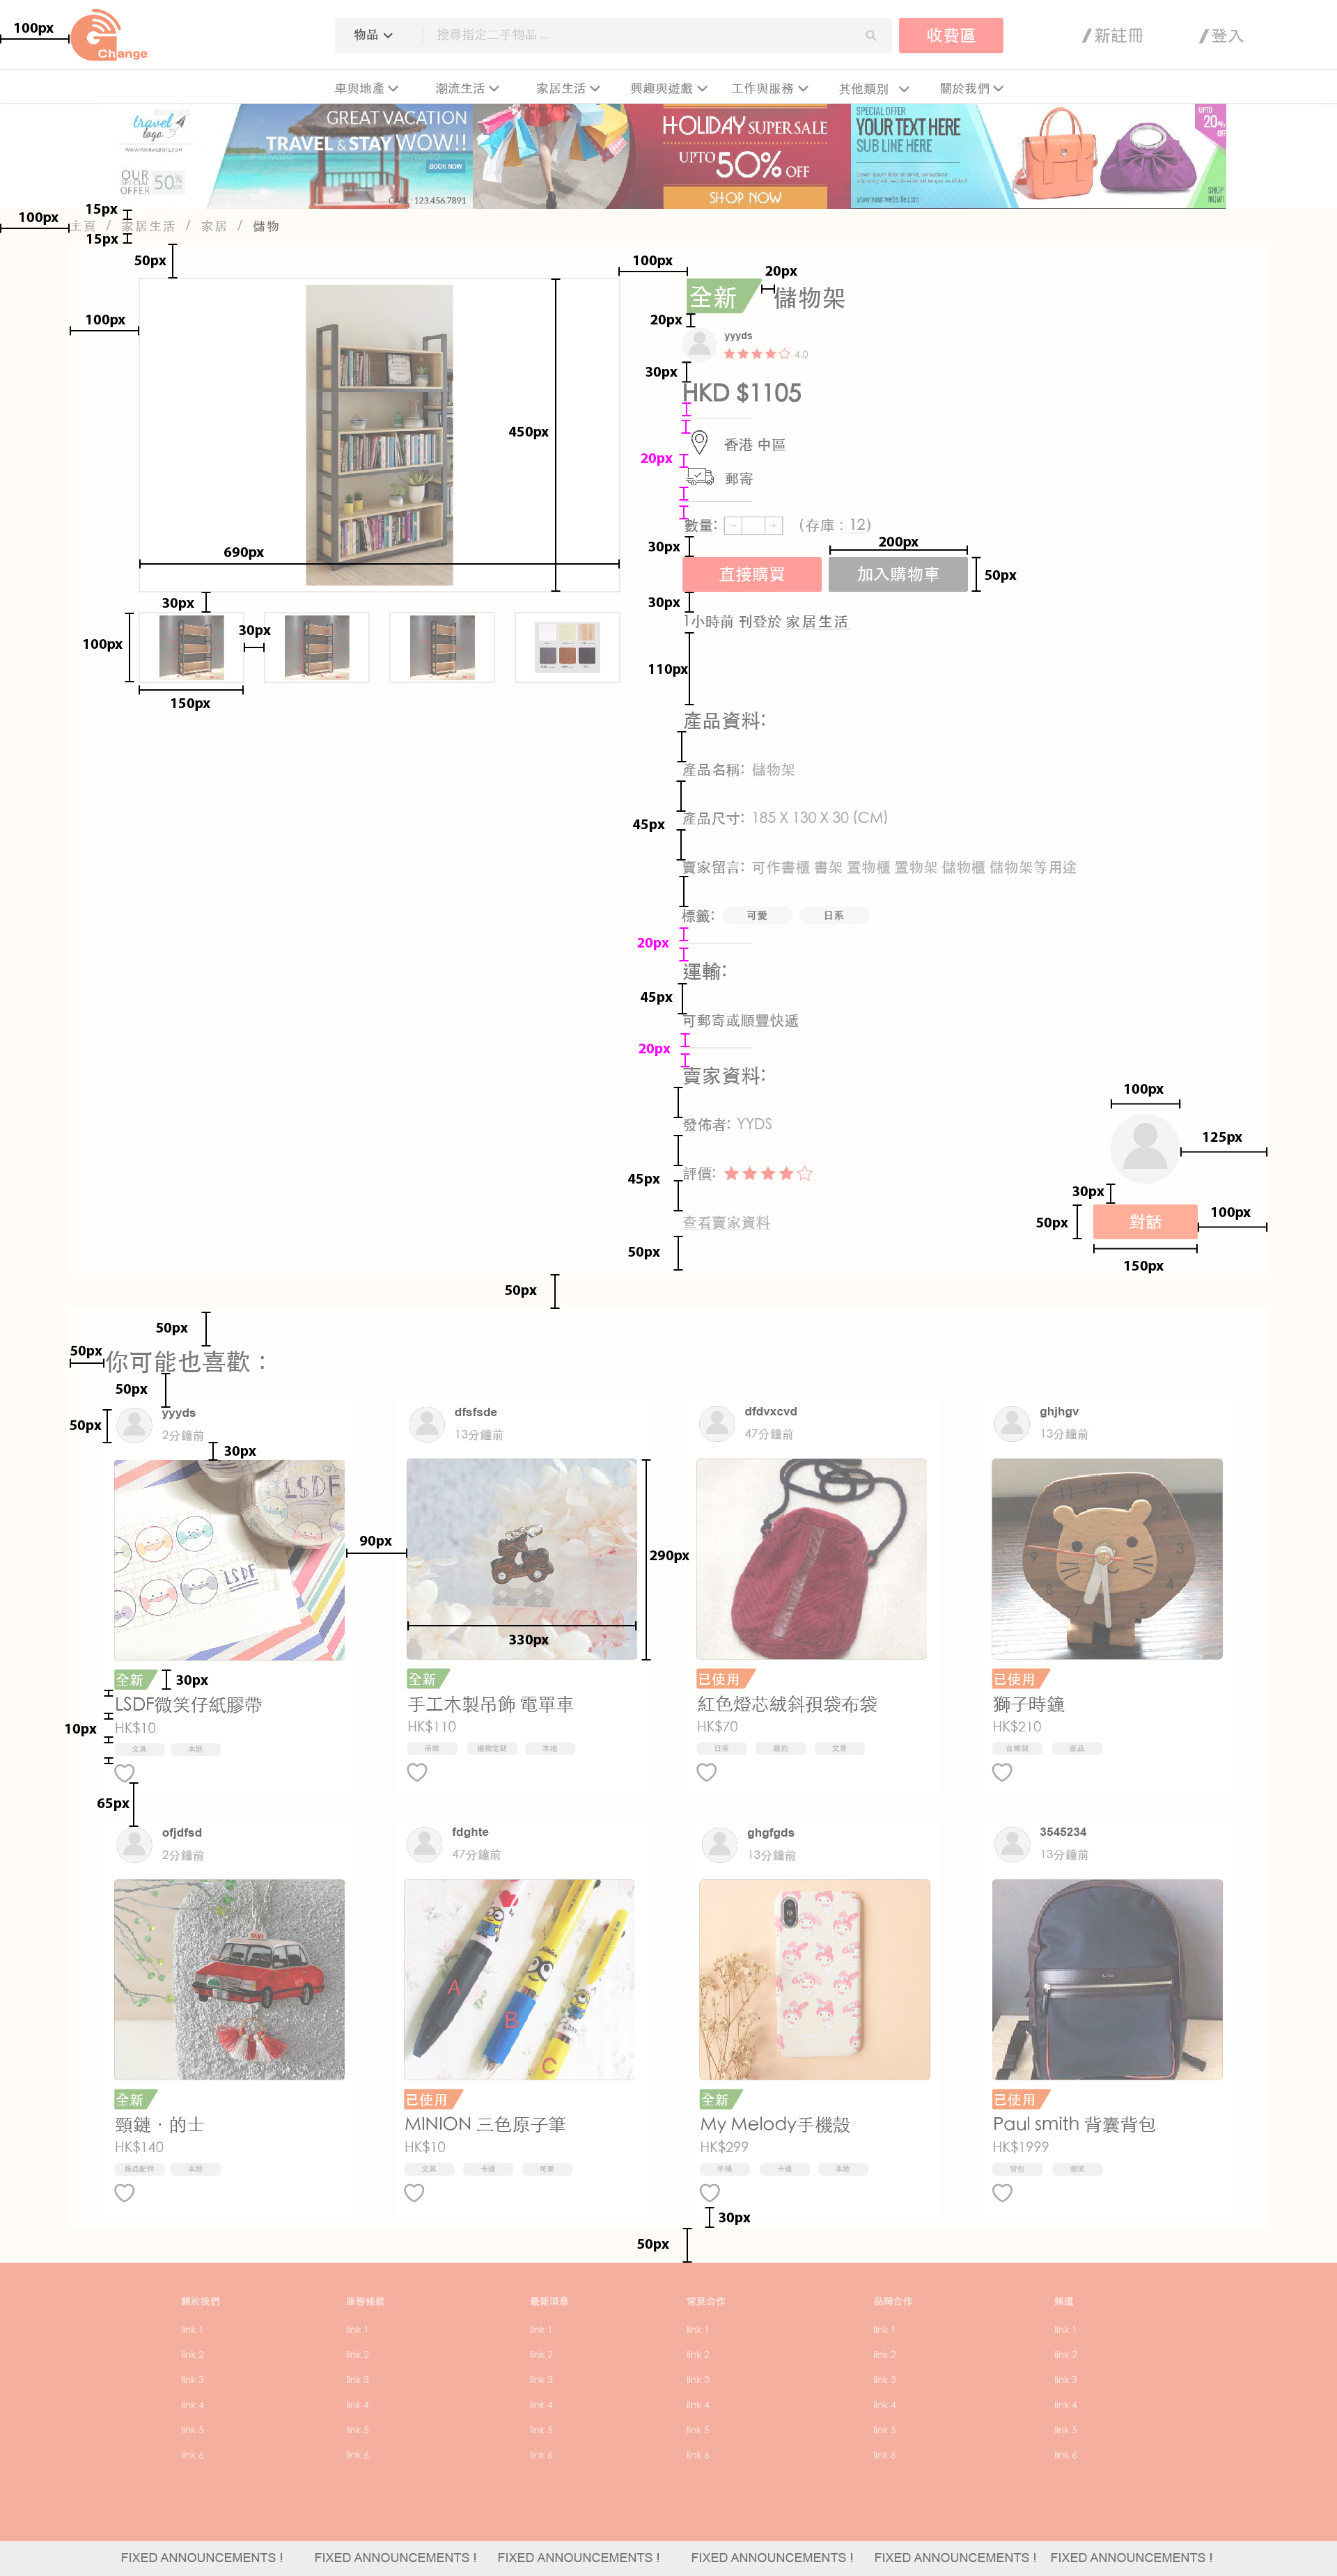 100px
Change
物品
搜尋指定二手物品 ...
收費區
新註冊
登入
車與地產
潮流生活
家居生活
興趣與遊戲
工作與服務
其他類別
關於我們
travel
logo
WWW.YOURWEBSITE.COM
OUR
SPECIAL
OFFER
50%
GREAT VACATION
TRAVEL & STAY WOW!!
BOOK NOW
CALL: 123.456.7891
HOLIDAY SUPER SALE
UPTO 50% OFF
SHOP NOW
SPECIAL OFFER
YOUR TEXT HERE
SUB LINE HERE
www.your-website.com
UPTO
20%
SHOP
NOW!
100px
15px
主頁 / 家居生活 / 家居 / 儲物
15px
50px
100px
100px
450px
690px
30px
100px
30px
150px
20px
全新 儲物架
20px
yyyds
4.0
30px
HKD $1105
香港 中區
20px
郵寄
數量: - + (存庫 : 12)
30px
200px
直接購買
加入購物車
50px
30px
1小時前 刊登於 家居生活
110px
產品資料:
產品名稱: 儲物架
45px
產品尺寸: 185 X 130 X 30 (CM)
賣家留言: 可作書櫃 書架 置物櫃 置物架 儲物櫃 儲物架等用途
標籤: 可愛 日系
20px
運輸:
45px
可郵寄或順豐快遞
20px
賣家資料:
發佈者: YYDS
45px
評價:
查看賣家資料
50px
100px
125px
30px
50px
對話
100px
150px
50px
50px
50px
你可能也喜歡 :
50px
50px
yyyds
2分鐘前
30px
dfsfsde
13分鐘前
dfdvxcvd
47分鐘前
ghjhgv
13分鐘前
LSDF
LSDF
90px
330px
290px
全新
30px
LSDF微笑仔紙膠帶
10px
HK$10
文具 本地
全新
手工木製吊飾 電單車
HK$110
吊飾 禮物定制 本地
已使用
紅色燈芯絨斜孭袋布袋
HK$70
日系 簡約 文青
已使用
獅子時鐘
HK$210
台灣製 家品
65px
ofjdfsd
2分鐘前
fdghte
47分鐘前
ghgfgds
13分鐘前
3545234
13分鐘前
TAXI
A
B
C
全新
頸鏈 · 的士
HK$140
飾品配件 本地
已使用
MINION 三色原子筆
HK$10
文具 卡通 可愛
全新
My Melody手機殼
HK$299
手機 卡通 本地
已使用
Paul smith 背囊背包
HK$1999
背包 潮流
30px
50px
關於我們 服務條款 最新消息 常見合作 品牌合作 頻道
link 1 link 1 link 1 link 1 link 1 link 1
link 2 link 2 link 2 link 2 link 2 link 2
link 3 link 3 link 3 link 3 link 3 link 3
link 4 link 4 link 4 link 4 link 4 link 4
link 5 link 5 link 5 link 5 link 5 link 5
link 6 link 6 link 6 link 6 link 6 link 6
FIXED ANNOUNCEMENTS ! FIXED ANNOUNCEMENTS ! FIXED ANNOUNCEMENTS ! FIXED ANNOUNCEMENTS ! FIXED ANNOUNCEMENTS ! FIXED ANNOUNCEMENTS !